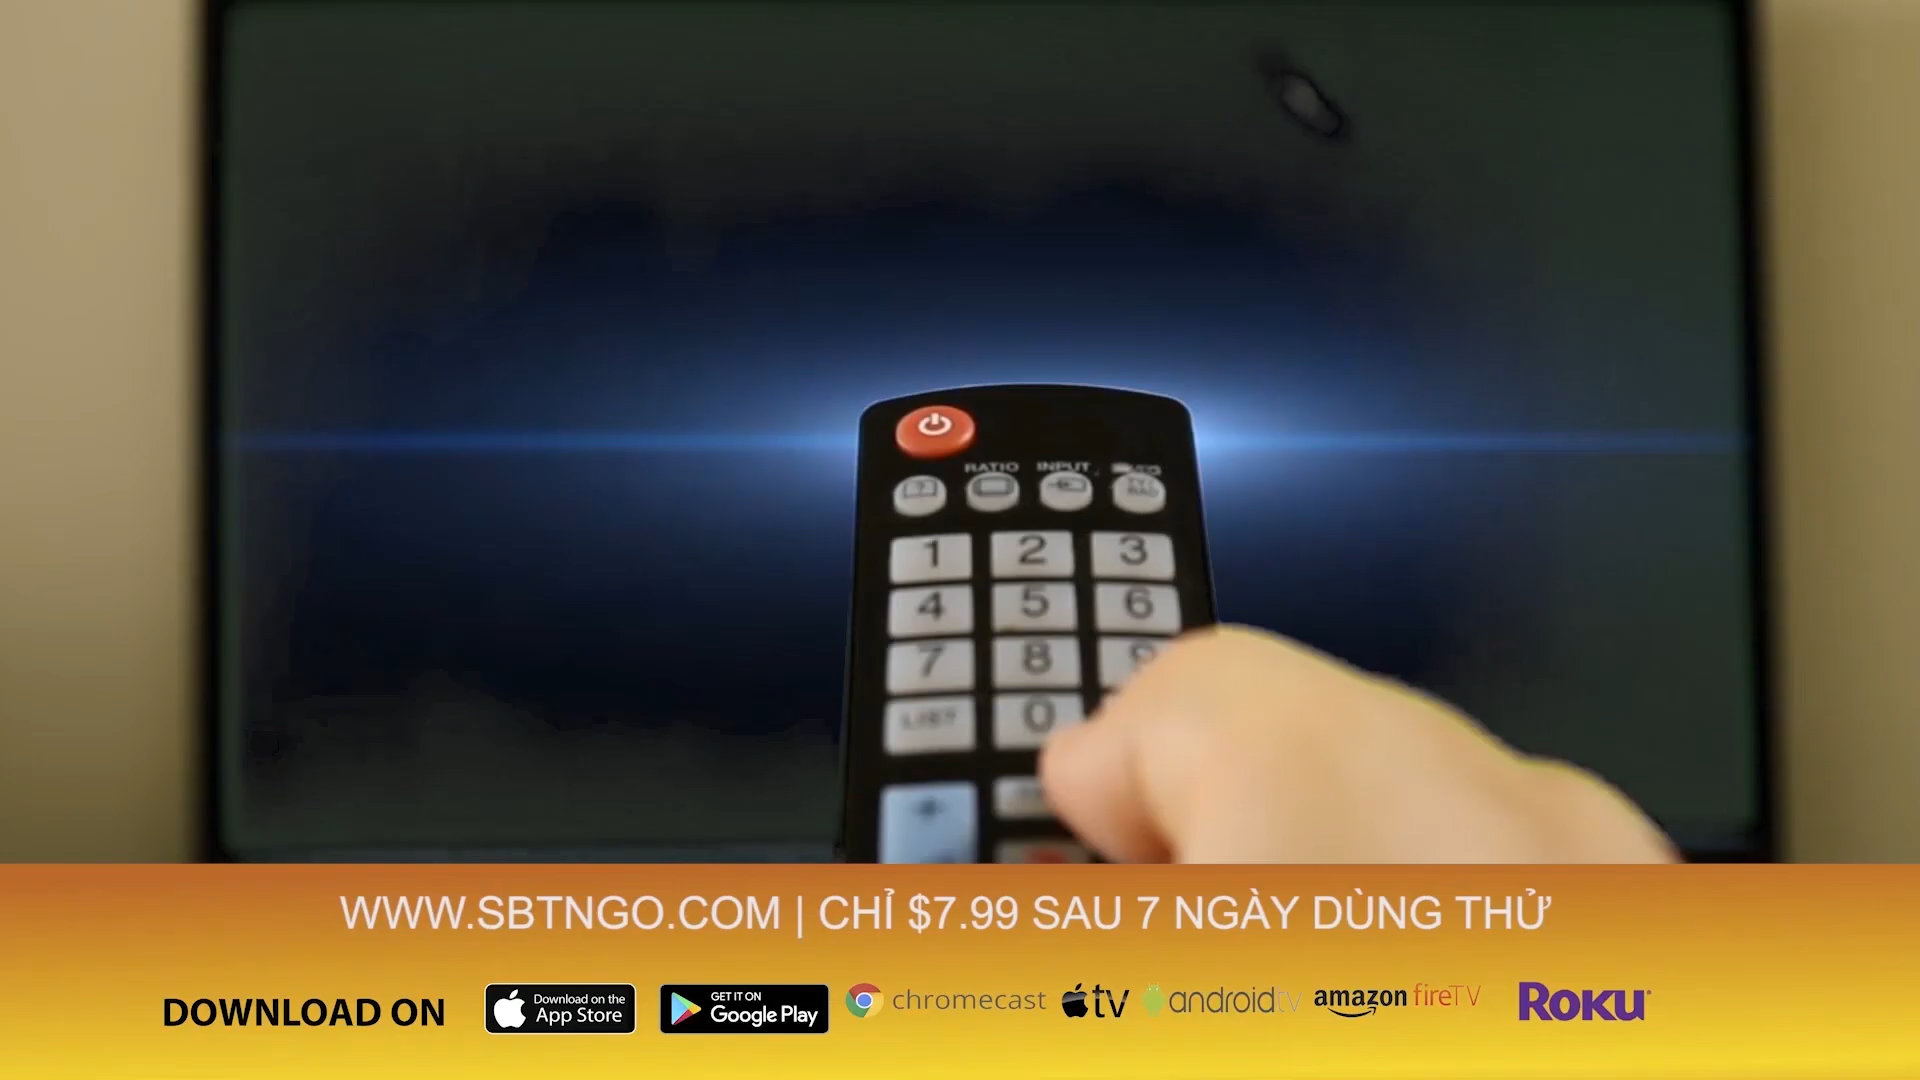 RATIO INPUT
1 2 3
4 5 6
7 8 9
LIST 0
WWW.SBTNGO.COM | CHỈ $7.99 SAU 7 NGÀY DÙNG THỬ
DOWNLOAD ON
Download on the
App Store
GET IT ON
Google Play
chromecast
tv
androidtv
amazon fireTV
ROKU